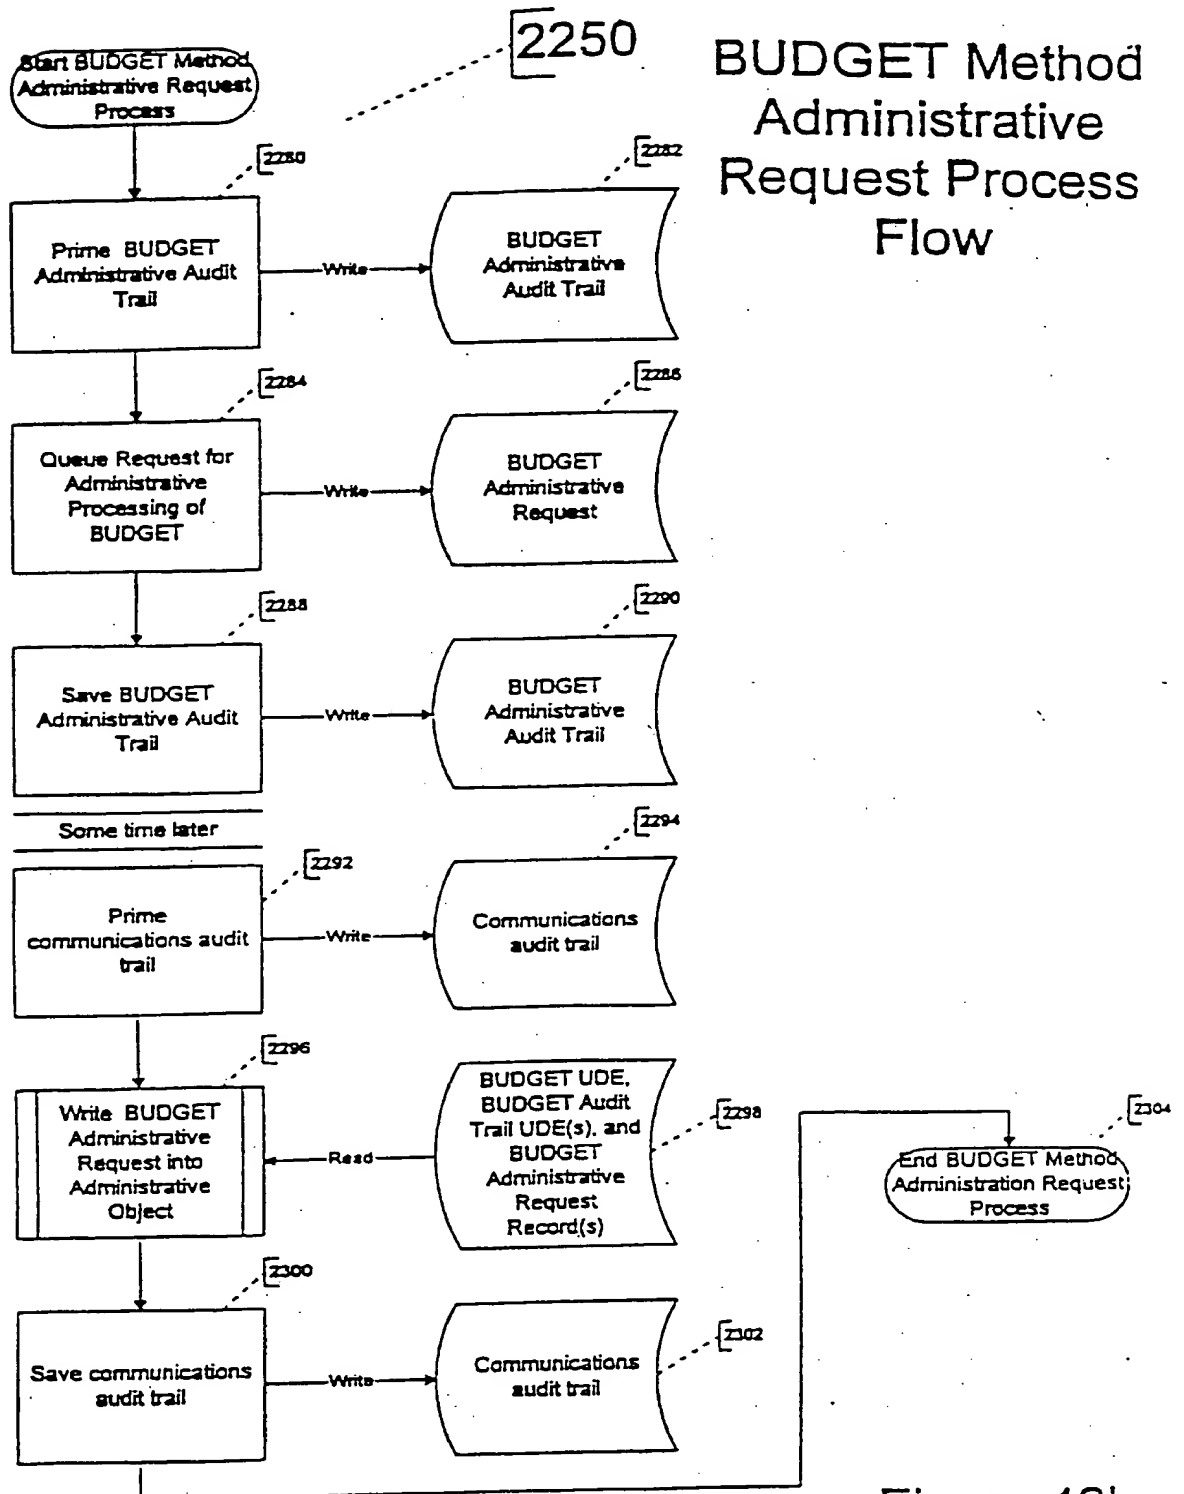 2250
BUDGET Method
Administrative
Request Process
Flow
Start BUDGET Method
Administrative Request
Process
2280
2282
Prime BUDGET
Administrative Audit
Trail
Write
BUDGET
Administrative
Audit Trail
2284
2286
Queue Request for
Administrative
Processing of
BUDGET
Write
BUDGET
Administrative
Request
2288
2290
Save BUDGET
Administrative Audit
Trail
Write
BUDGET
Administrative
Audit Trail
Some time later
2292
2294
Prime
communications audit
trail
Write
Communications
audit trail
2296
2298
Write BUDGET
Administrative
Request into
Administrative
Object
Read
BUDGET UDE,
BUDGET Audit
Trail UDE(s), and
BUDGET
Administrative
Request
Record(s)
2304
End BUDGET Method
Administration Request
Process
2300
2302
Save communications
audit trail
Write
Communications
audit trail